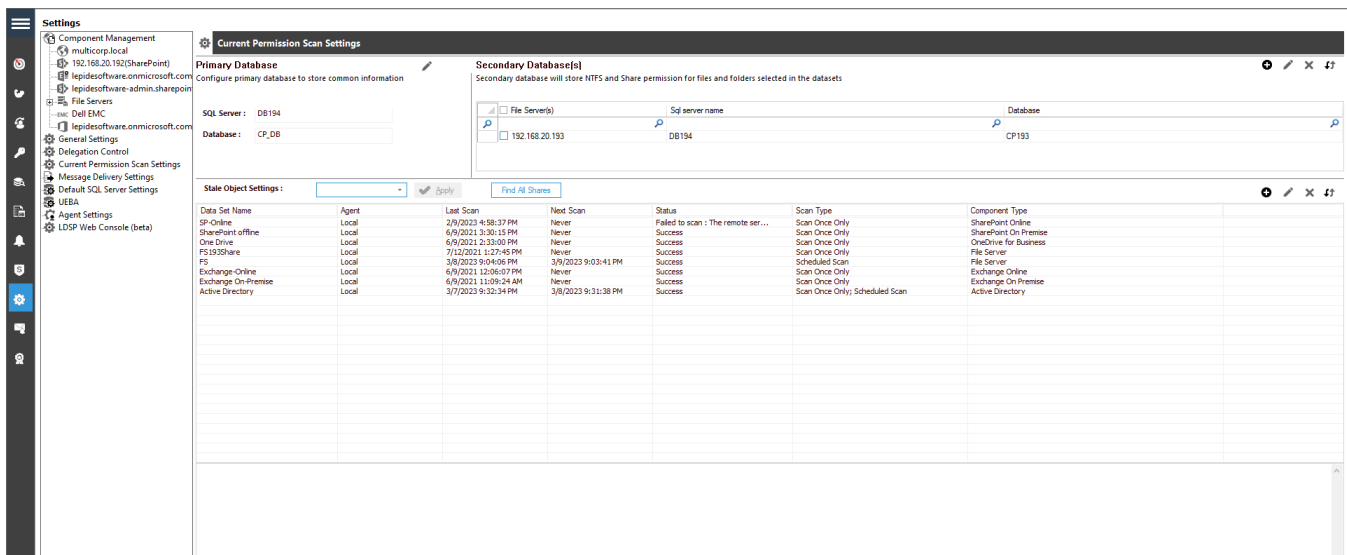 Settings
Component Management
multicorp.local
192.168.20.192(SharePoint)
lepidesoftware.onmicrosoft.com
lepidesoftware-admin.sharepoin
File Servers
EMC Dell EMC
lepidesoftware.onmicrosoft.com
General Settings
Delegation Control
Current Permission Scan Settings
Message Delivery Settings
Default SQL Server Settings
UEBA
Agent Settings
LDSP Web Console (beta)
Current Permission Scan Settings
Primary Database
Configure primary database to store common information
SQL Server : DB194
Database : CP_DB
Secondary Database(s)
Secondary database will store NTFS and Share permission for files and folders selected in the datasets
File Server(s) Sql server name Database
192.168.20.193 DB194 CP193
Stale Object Settings : Apply Find All Shares
Data Set Name Agent Last Scan Next Scan Status Scan Type Component Type
SP-Online Local 2/9/2023 4:58:37 PM Never Failed to scan : The remote ser... Scan Once Only SharePoint Online
SharePoint offline Local 6/9/2021 3:30:15 PM Never Success Scan Once Only SharePoint On Premise
One Drive Local 6/9/2021 2:33:00 PM Never Success Scan Once Only OneDrive for Business
FS193Share Local 7/12/2021 1:27:45 PM Never Success Scan Once Only File Server
FS Local 3/8/2023 9:04:06 PM 3/9/2023 9:03:41 PM Success Scheduled Scan File Server
Exchange-Online Local 6/9/2021 12:06:07 PM Never Success Scan Once Only Exchange Online
Exchange On-Premise Local 6/9/2021 11:09:24 AM Never Success Scan Once Only Exchange On Premise
Active Directory Local 3/7/2023 9:32:34 PM 3/8/2023 9:31:38 PM Success Scan Once Only; Scheduled Scan Active Directory